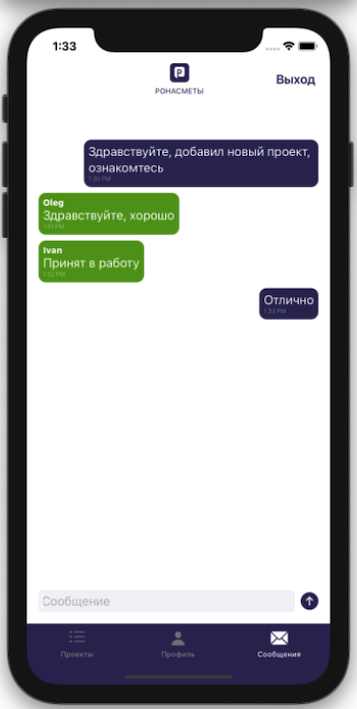 1:33
P
РОНАСМЕТЫ
Выход
Здравствуйте, добавил новый проект,
ознакомтесь
1:30 PM
Oleg
Здравствуйте, хорошо
1:31 PM
Ivan
Принят в работу
1:32 PM
Отлично
1:33 PM
Сообщение
Проекты
Профиль
Сообщения